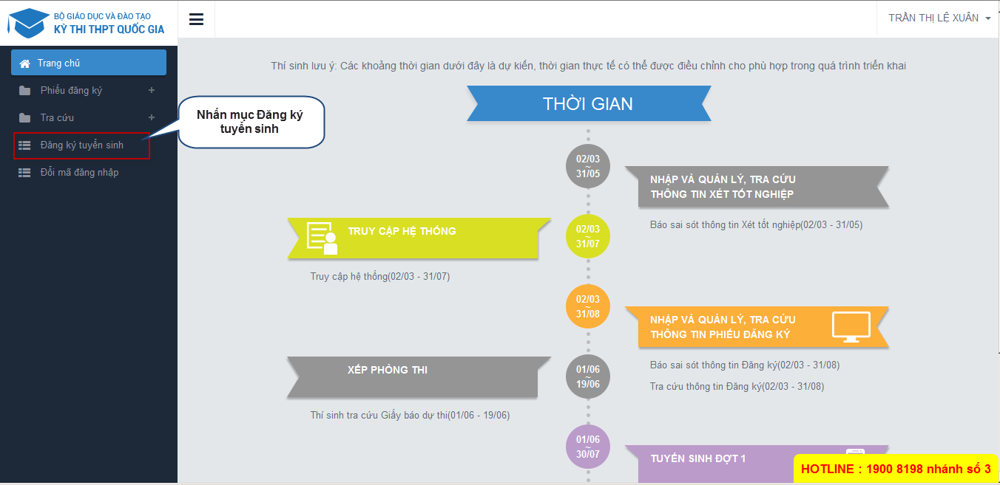 BỘ GIÁO DỤC VÀ ĐÀO TẠO
KỲ THI THPT QUỐC GIA
TRẦN THỊ LỆ XUÂN
Trang chủ
Phiếu đăng ký +
Tra cứu +
Đăng ký tuyển sinh
Đổi mã đăng nhập
Nhấn mục Đăng ký
tuyển sinh
Thí sinh lưu ý: Các khoảng thời gian dưới đây là dự kiến, thời gian thực tế có thể được điều chỉnh cho phù hợp trong quá trình triển khai
THỜI GIAN
02/03
~
31/05
NHẬP VÀ QUẢN LÝ, TRA CỨU
THÔNG TIN XÉT TỐT NGHIỆP
Báo sai sót thông tin Xét tốt nghiệp(02/03 - 31/05)
TRUY CẬP HỆ THỐNG
Truy cập hệ thống(02/03 - 31/07)
02/03
~
31/07
02/03
~
31/08
NHẬP VÀ QUẢN LÝ, TRA CỨU
THÔNG TIN PHIẾU ĐĂNG KÝ
Báo sai sót thông tin Đăng ký(02/03 - 31/08)
Tra cứu thông tin Đăng ký(02/03 - 31/08)
XẾP PHÒNG THI
Thí sinh tra cứu Giấy báo dự thi(01/06 - 19/06)
01/06
~
19/06
01/06
~
30/07
TUYỂN SINH ĐỢT 1
HOTLINE : 1900 8198 nhánh số 3